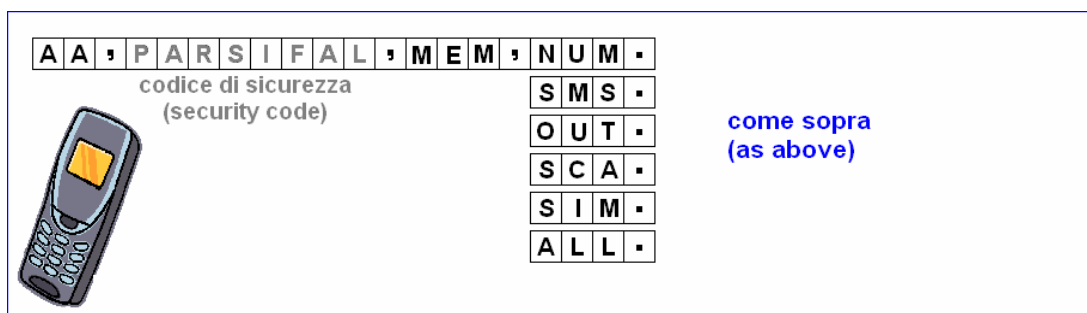 AA,PARSIFAL,MEM,NUM.
codice di sicurezza
(security code)
SMS.
OUT.
SCA.
SIM.
ALL.
come sopra
(as above)